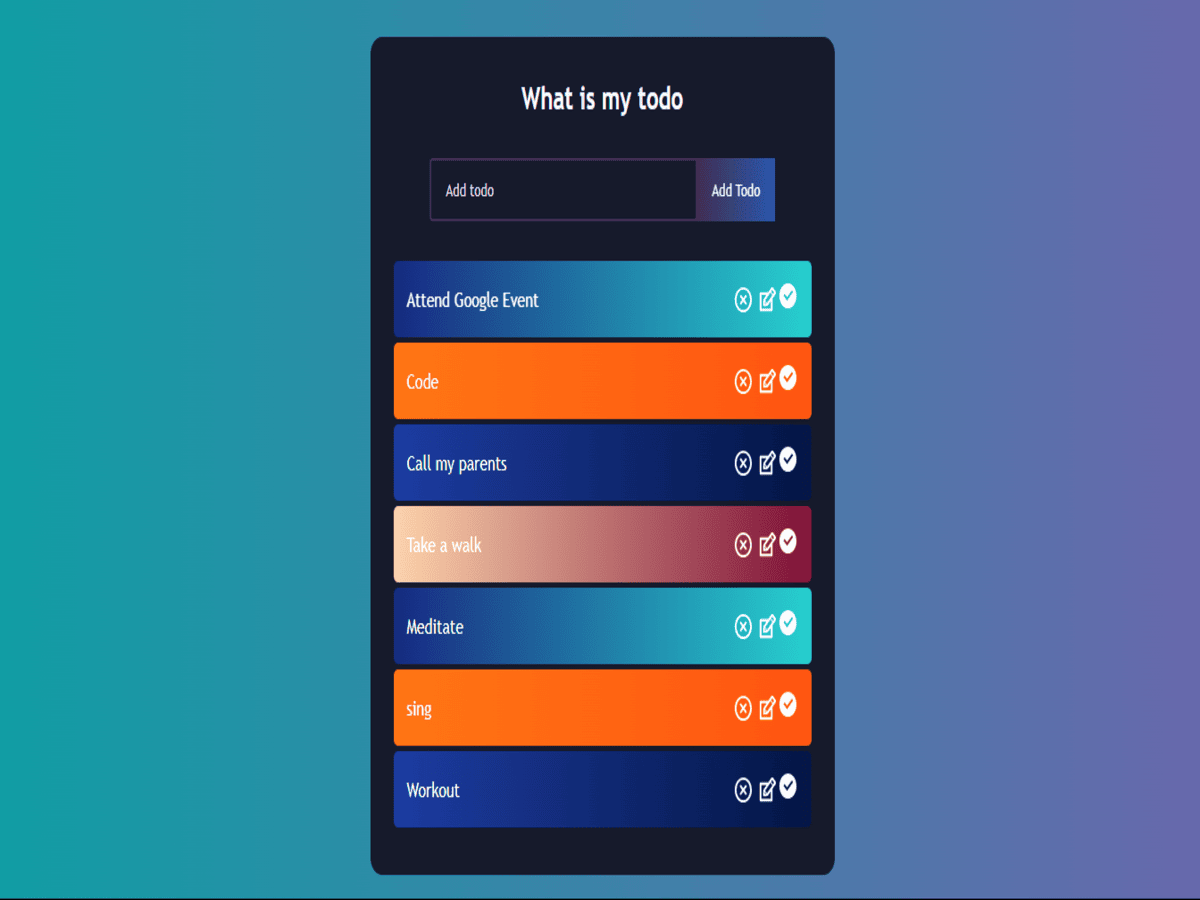 What is my todo
Add todo
Add Todo
Attend Google Event
Code
Call my parents
Take a walk
Meditate
sing
Workout